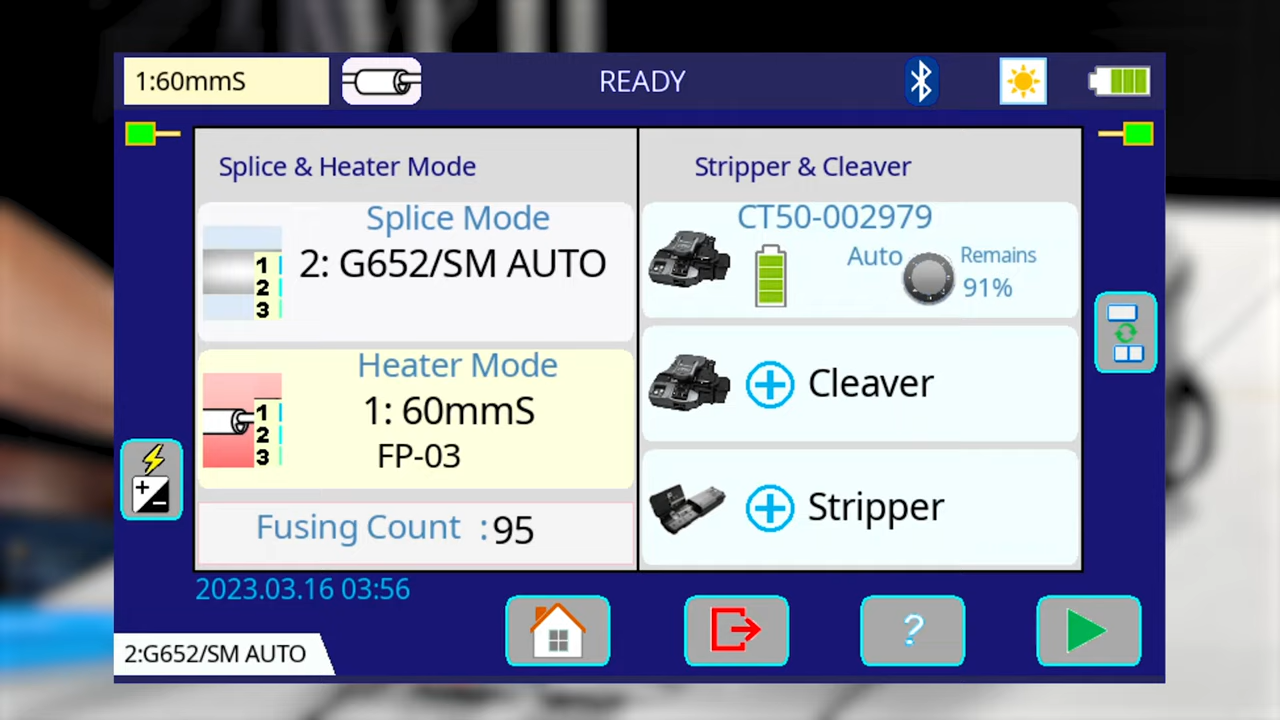 1:60mmS
READY
Splice & Heater Mode
Splice Mode
1
2: G652/SM AUTO
2
3
Heater Mode
1: 60mmS
1
2
FP-03
3
Fusing Count :95
Stripper & Cleaver
CT50-002979
Auto
Remains
91%
Cleaver
Stripper
2023.03.16 03:56
?
2:G652/SM AUTO